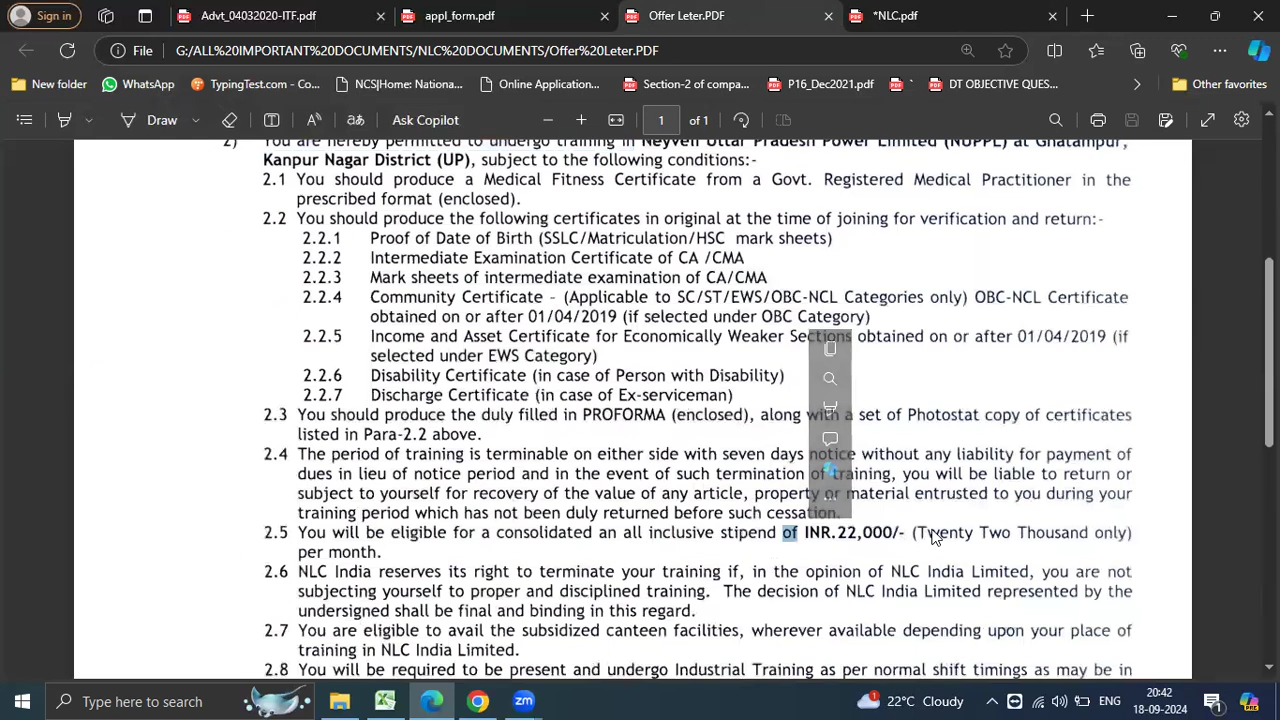 Sign in
Advt_04032020-ITF.pdf
appl_form.pdf
Offer Leter.PDF
*NLC.pdf
File
G:/ALL%20IMPORTANT%20DOCUMENTS/NLC%20DOCUMENTS/Offer%20Leter.PDF
New folder
WhatsApp
TypingTest.com - Co...
NCS|Home: Nationa...
Online Application...
Section-2 of compa...
P16_Dec2021.pdf
DT OBJECTIVE QUES...
Other favorites
Draw
Ask Copilot
1
of 1
2) You are hereby permitted to undergo training in Neyveli Uttar Pradesh Power Limited (NUPPL) at Ghatampur,
Kanpur Nagar District (UP), subject to the following conditions:-
2.1 You should produce a Medical Fitness Certificate from a Govt. Registered Medical Practitioner in the
prescribed format (enclosed).
2.2 You should produce the following certificates in original at the time of joining for verification and return:-
2.2.1 Proof of Date of Birth (SSLC/Matriculation/HSC mark sheets)
2.2.2 Intermediate Examination Certificate of CA /CMA
2.2.3 Mark sheets of intermediate examination of CA/CMA
2.2.4 Community Certificate - (Applicable to SC/ST/EWS/OBC-NCL Categories only) OBC-NCL Certificate
obtained on or after 01/04/2019 (if selected under OBC Category)
2.2.5 Income and Asset Certificate for Economically Weaker Sections obtained on or after 01/04/2019 (if
selected under EWS Category)
2.2.6 Disability Certificate (in case of Person with Disability)
2.2.7 Discharge Certificate (in case of Ex-serviceman)
2.3 You should produce the duly filled in PROFORMA (enclosed), along with a set of Photostat copy of certificates
listed in Para-2.2 above.
2.4 The period of training is terminable on either side with seven days notice without any liability for payment of
dues in lieu of notice period and in the event of such termination of training, you will be liable to return or
subject to yourself for recovery of the value of any article, property or material entrusted to you during your
training period which has not been duly returned before such cessation.
2.5 You will be eligible for a consolidated an all inclusive stipend of INR.22,000/- (Twenty Two Thousand only)
per month.
2.6 NLC India reserves its right to terminate your training if, in the opinion of NLC India Limited, you are not
subjecting yourself to proper and disciplined training. The decision of NLC India Limited represented by the
undersigned shall be final and binding in this regard.
2.7 You are eligible to avail the subsidized canteen facilities, wherever available depending upon your place of
training in NLC India Limited.
2.8 You will be required to be present and undergo Industrial Training as per normal shift timings as may be in
Type here to search
22°C Cloudy
ENG
20:42
18-09-2024